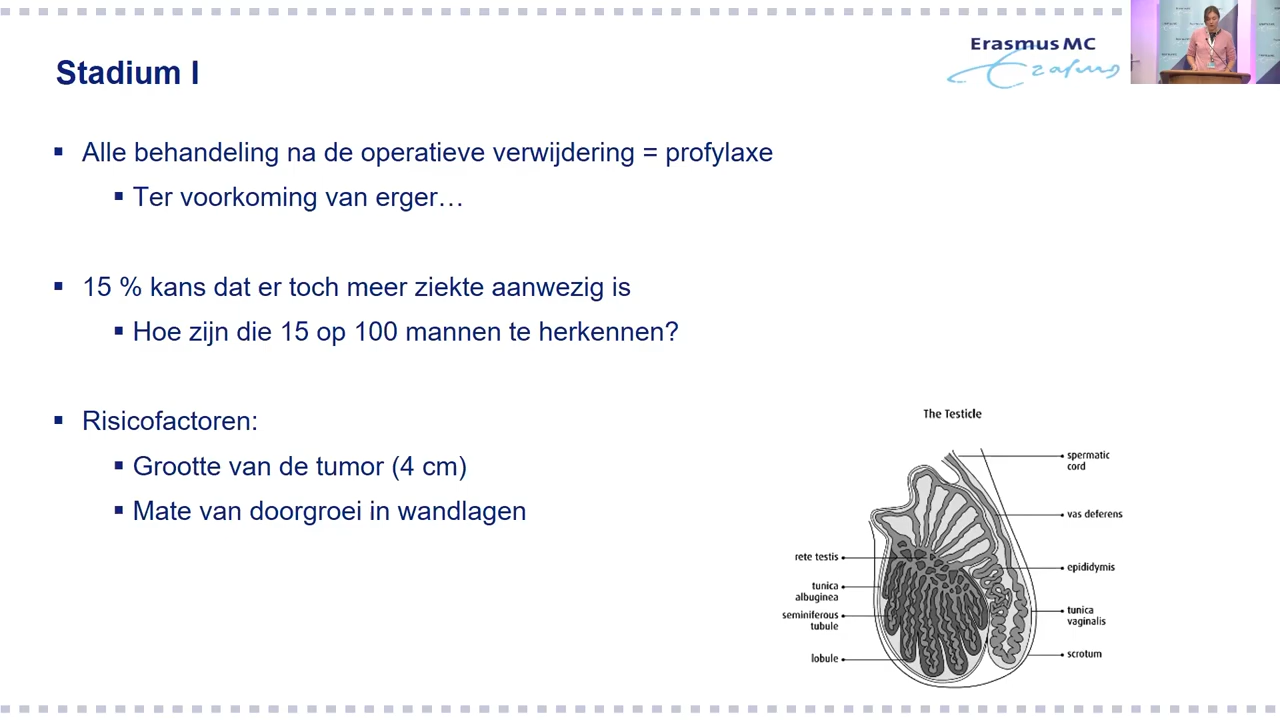 Erasmus MC
Erasmus
Stadium I
Alle behandeling na de operatieve verwijdering = profylaxe
Ter voorkoming van erger…
15 % kans dat er toch meer ziekte aanwezig is
Hoe zijn die 15 op 100 mannen te herkennen?
Risicofactoren:
Grootte van de tumor (4 cm)
Mate van doorgroei in wandlagen
The Testicle
spermatic
cord
vas deferens
rete testis
epididymis
tunica
albuginea
tunica
vaginalis
seminiferous
tubule
scrotum
lobule